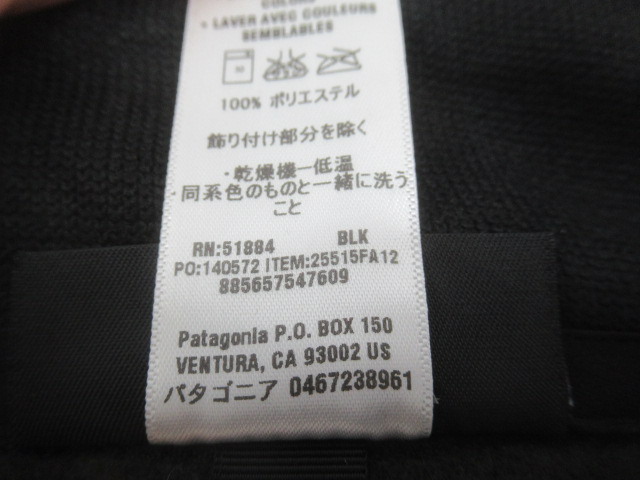 COLORS
• LAVER AVEC COULEURS
SEMBLABLES
100% ポリエステル
飾り付け部分を除く
・乾燥機ー低温
・同系色のものと一緒に洗う
こと
RN:51884 BLK
PO:140572 ITEM:25515FA12
885657547609
Patagonia P.O. BOX 150
VENTURA, CA 93002 US
パタゴニア 0467238961